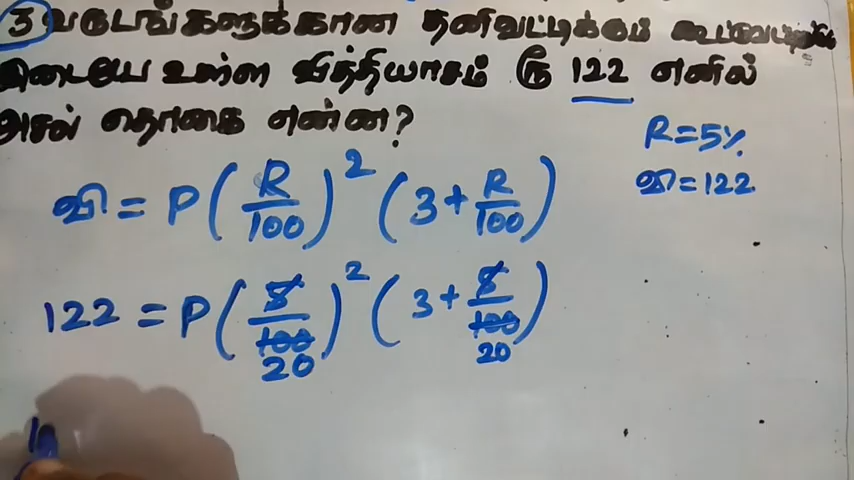 3 வருடங்களுக்கான தனிவட்டிக்கும் கூட்டுவட்டிக்கும்
இடையே உள்ள வித்தியாசம் ரூ 122 எனில்
அசல் தொகை என்ன?
R = 5%
வி = 122
வி = P(R/100)² (3 + R/100)
122 = P(5/100)² (3 + 5/100)
20 20
1